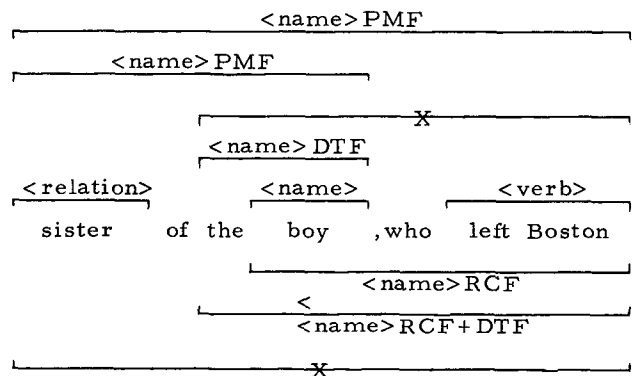 <name>PMF
<name>PMF
X
<name>DTF
<relation> <name> <verb>
sister of the boy ,who left Boston
<name>RCF
<
<name>RCF+DTF
X